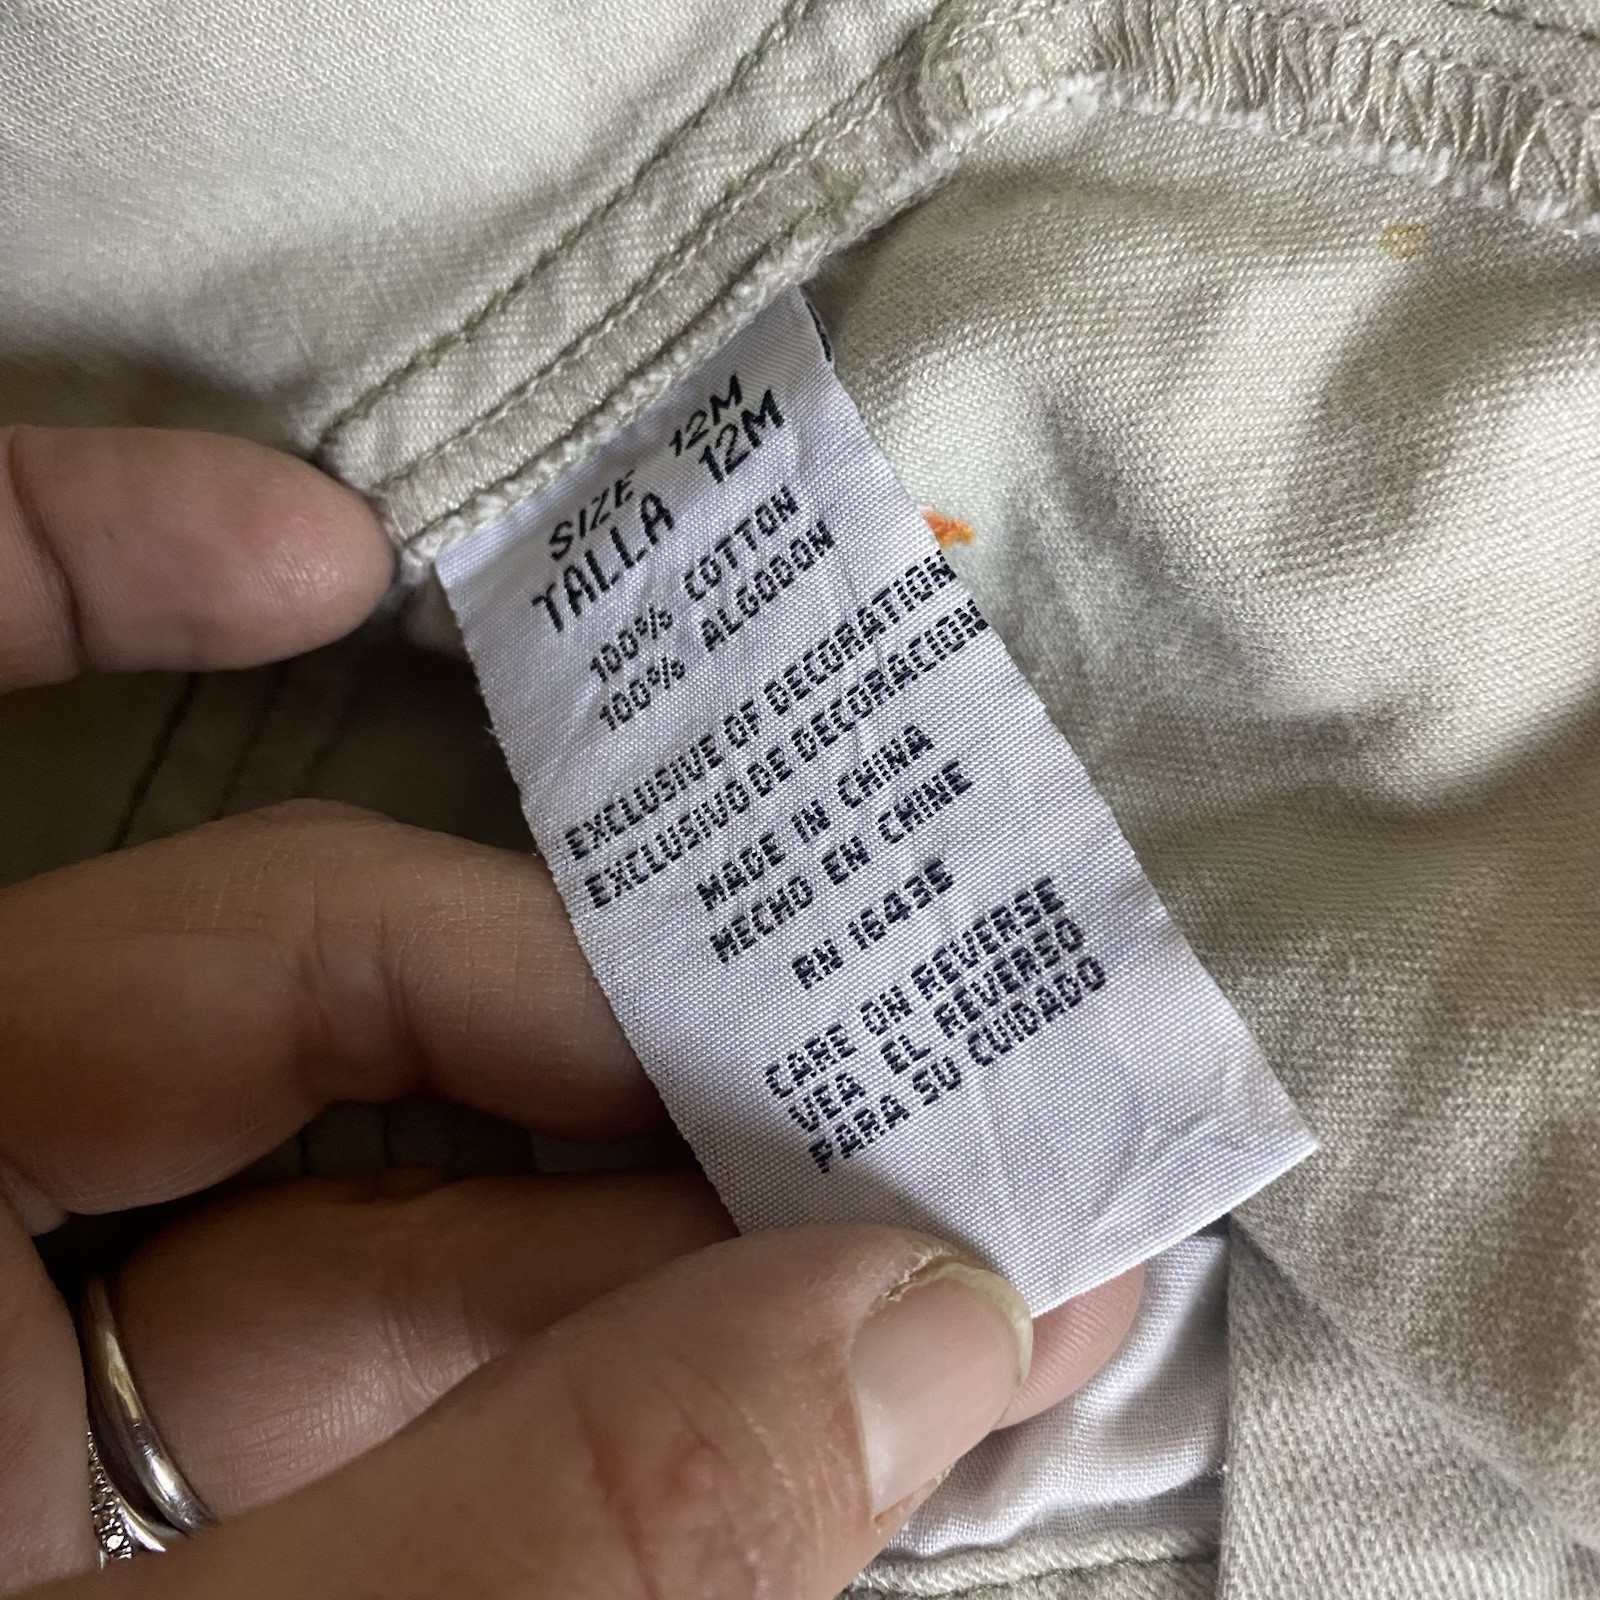 SIZE 12M
TALLA 12M
100% COTTON
100% ALGODON
EXCLUSIVE OF DECORATION
EXCLUSIVO DE DECORACION
MADE IN CHINA
HECHO EN CHINE
RN 16435
CARE ON REVERSE
VEA EL REVERSO
PARA SU CUIDADO